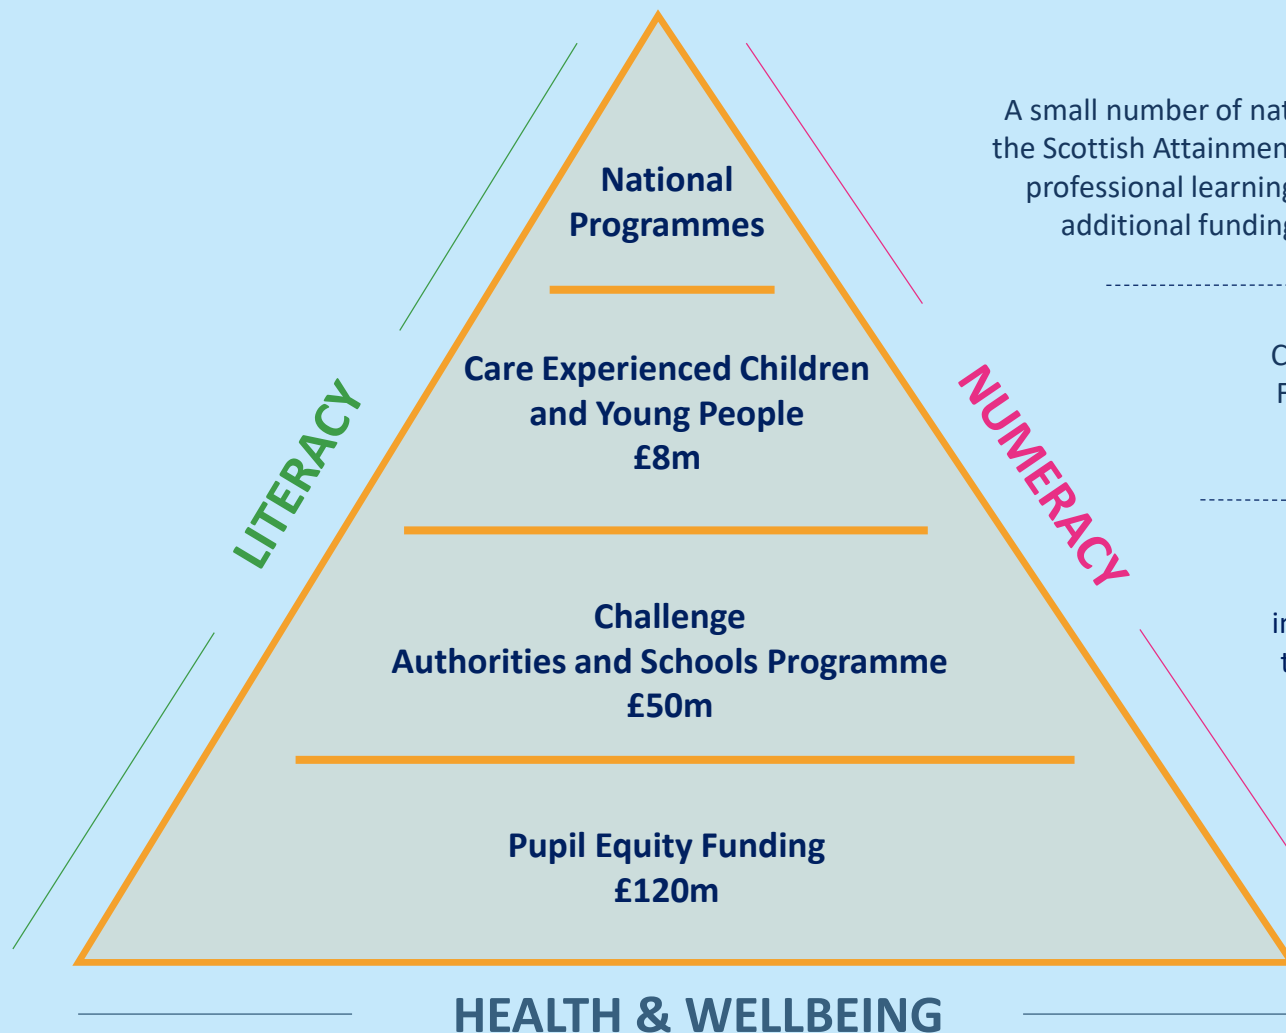 National
Programmes
A small number of nat
the Scottish Attainmen
professional learning
additional funding
Care Experienced Children
and Young People
£8m
LITERACY
NUMERACY
Challenge
Authorities and Schools Programme
£50m
in
t
Pupil Equity Funding
£120m
HEALTH & WELLBEING